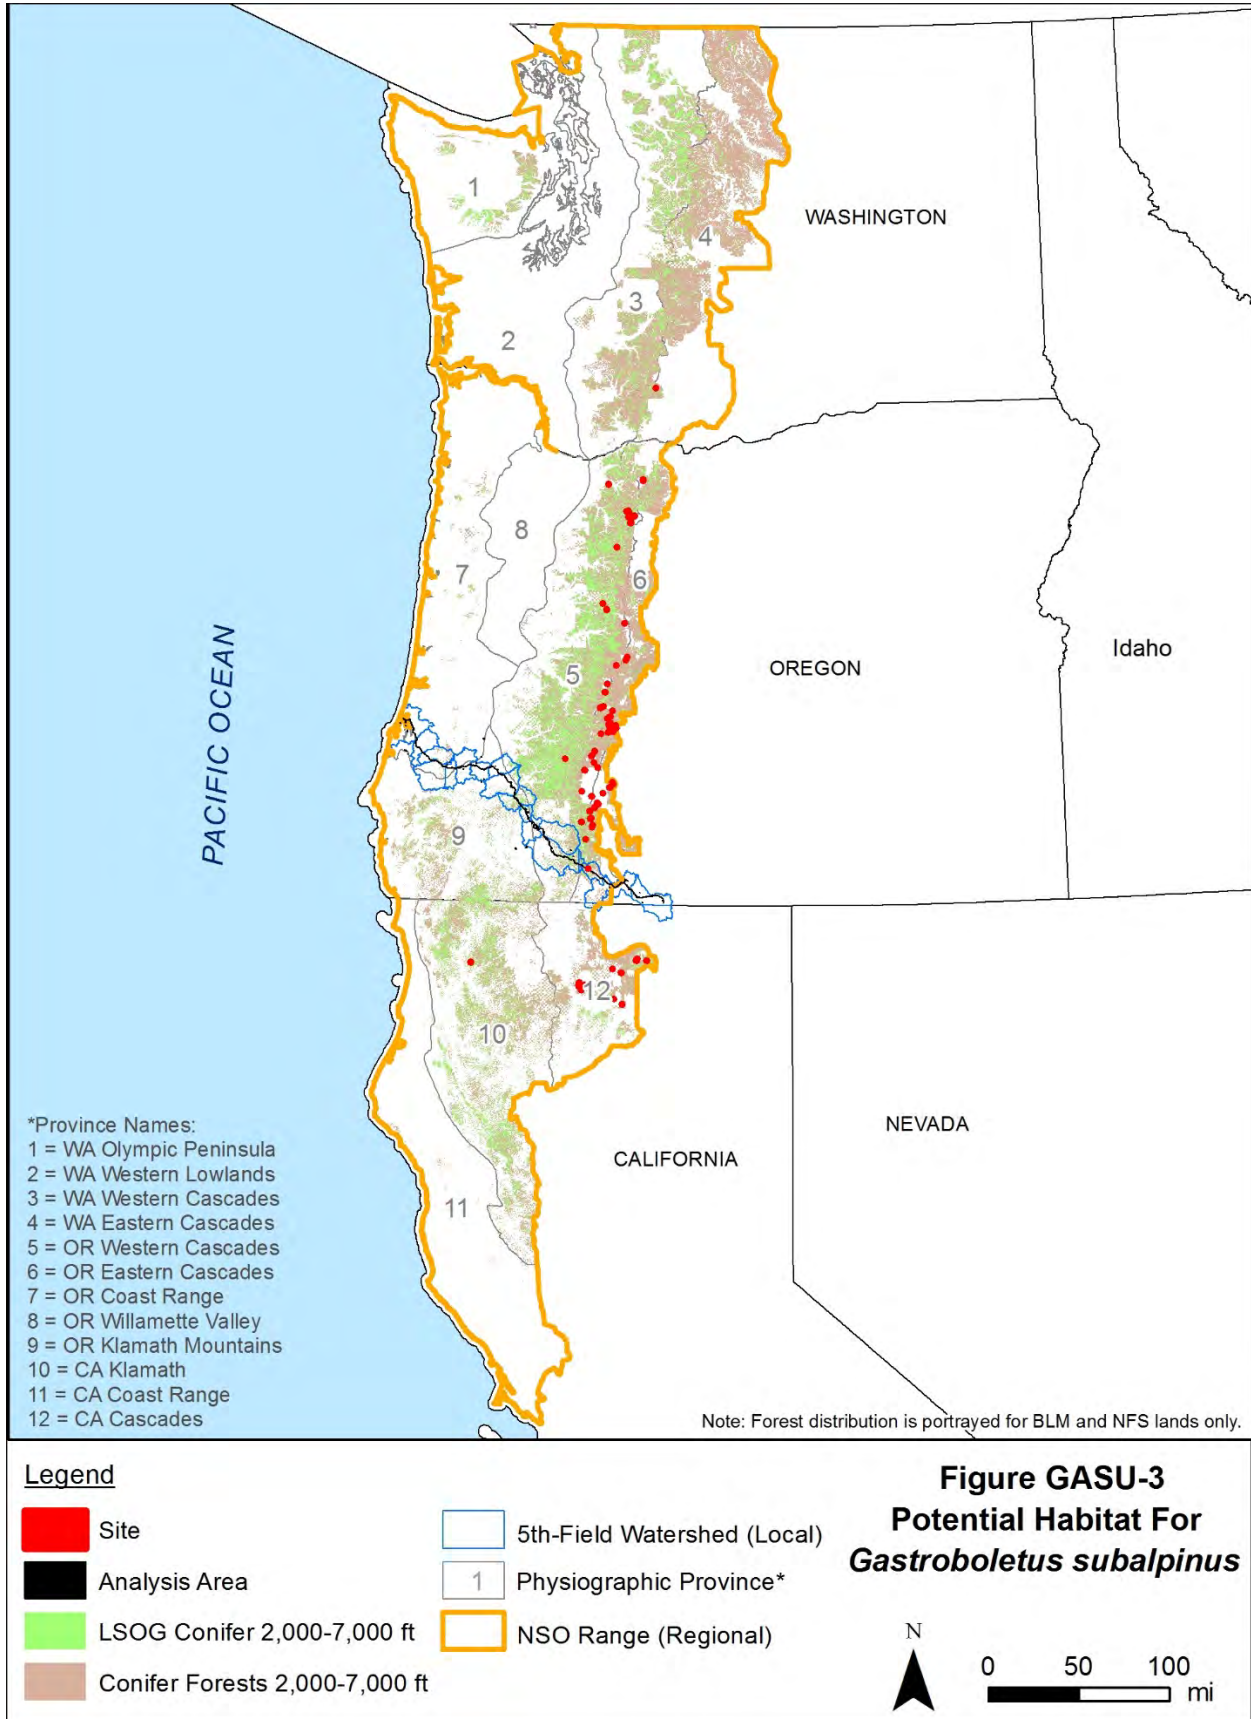 WASHINGTON
1
4
3
2
8
7
6
5
OREGON
Idaho
PACIFIC OCEAN
9
12
10
NEVADA
CALIFORNIA
11
*Province Names:
1 = WA Olympic Peninsula
2 = WA Western Lowlands
3 = WA Western Cascades
4 = WA Eastern Cascades
5 = OR Western Cascades
6 = OR Eastern Cascades
7 = OR Coast Range
8 = OR Willamette Valley
9 = OR Klamath Mountains
10 = CA Klamath
11 = CA Coast Range
12 = CA Cascades
Note: Forest distribution is portrayed for BLM and NFS lands only.
Legend
Site
Analysis Area
LSOG Conifer 2,000-7,000 ft
Conifer Forests 2,000-7,000 ft
5th-Field Watershed (Local)
1 Physiographic Province*
NSO Range (Regional)
Figure GASU-3
Potential Habitat For
Gastroboletus subalpinus
N
0 50 100
mi